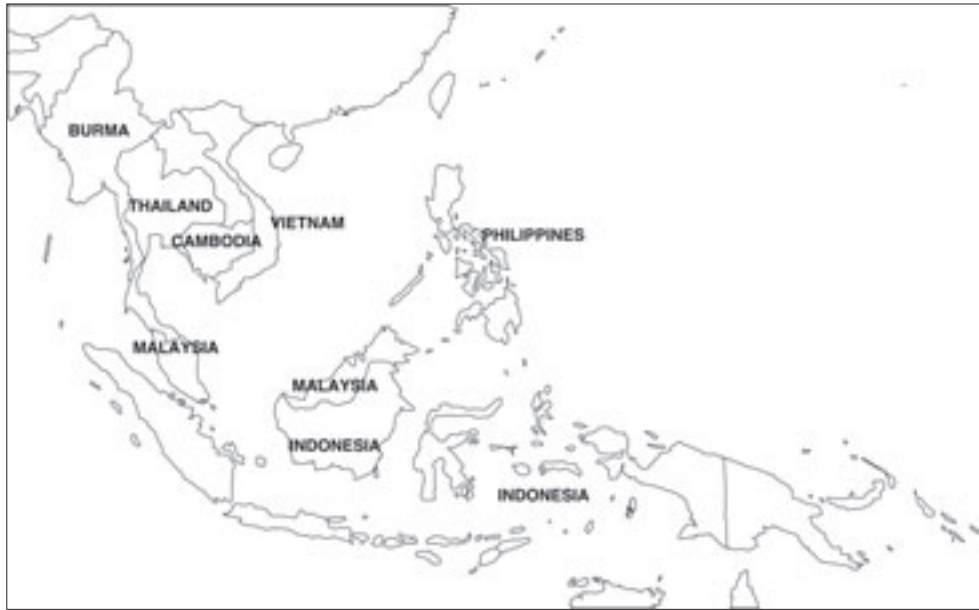 BURMA
THAILAND
VIETNAM
CAMBODIA
PHILIPPINES
MALAYSIA
MALAYSIA
INDONESIA
INDONESIA